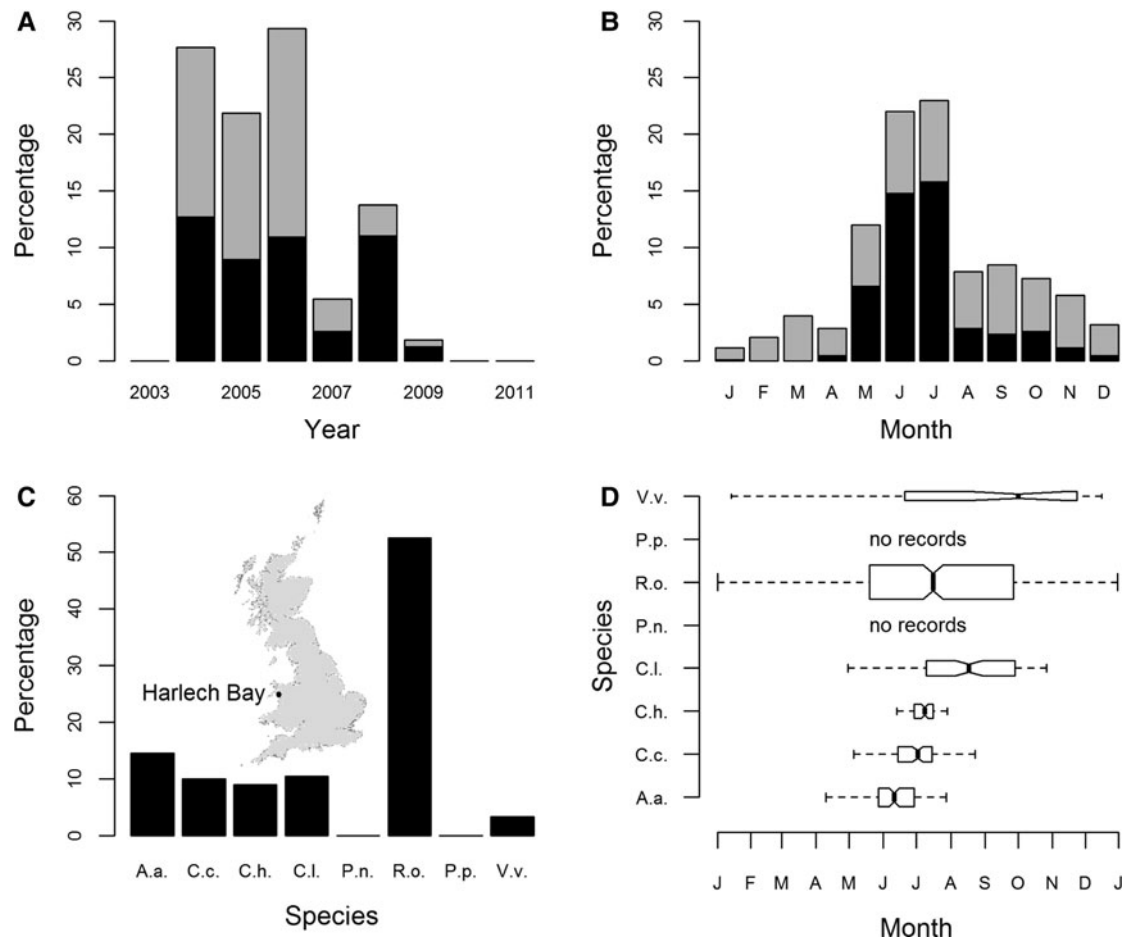 A
Percentage
30
25
20
15
10
5
0
2003 2005 2007 2009 2011
Year
B
Percentage
30
25
20
15
10
5
0
J F M A M J J A S O N D
Month
C
Percentage
60
50
40
30
20
10
0
Harlech Bay
A.a. C.c. C.h. C.l. P.n. R.o. P.p. V.v.
Species
D
Species
V.v.
P.p. no records
R.o.
P.n. no records
C.l.
C.h.
C.c.
A.a.
J F M A M J J A S O N D J
Month